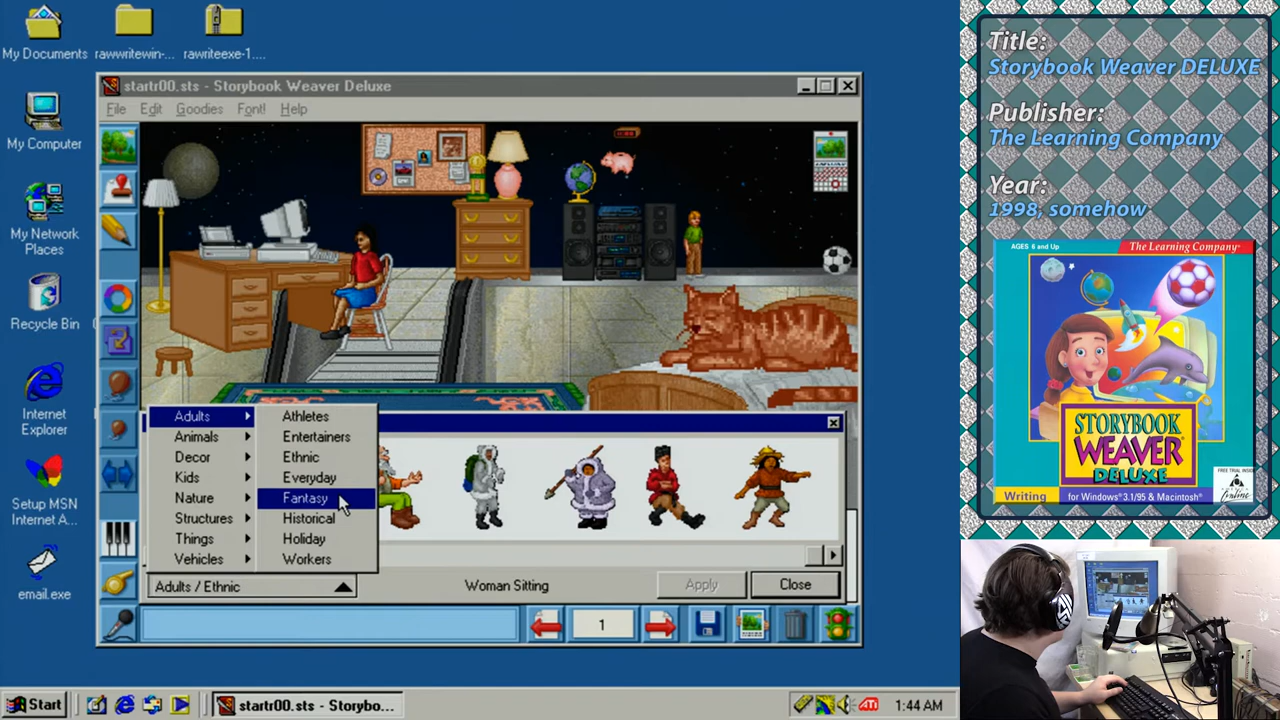 My Documents
rawwritewin-...
rawriteexe-1....
My Computer
My Network
Places
Recycle Bin
Internet
Explorer
Setup MSN
Internet A...
email.exe
startr00.sts - Storybook Weaver Deluxe
File Edit Goodies Font! Help
Adults
Animals
Decor
Kids
Nature
Structures
Things
Vehicles
Athletes
Entertainers
Ethnic
Everyday
Fantasy
Historical
Holiday
Workers
Adults / Ethnic
Woman Sitting
Apply
Close
1
Start
startr00.sts - Storybo...
ATI
1:44 AM
Title:
Storybook Weaver DELUXE
Publisher:
The Learning Company
Year:
1998, somehow
AGES 6 and Up
The Learning Company
STORYBOOK
WEAVER
DELUXE
FREE TRIAL INSIDE
Writing
for Windows 3.1/95 & Macintosh